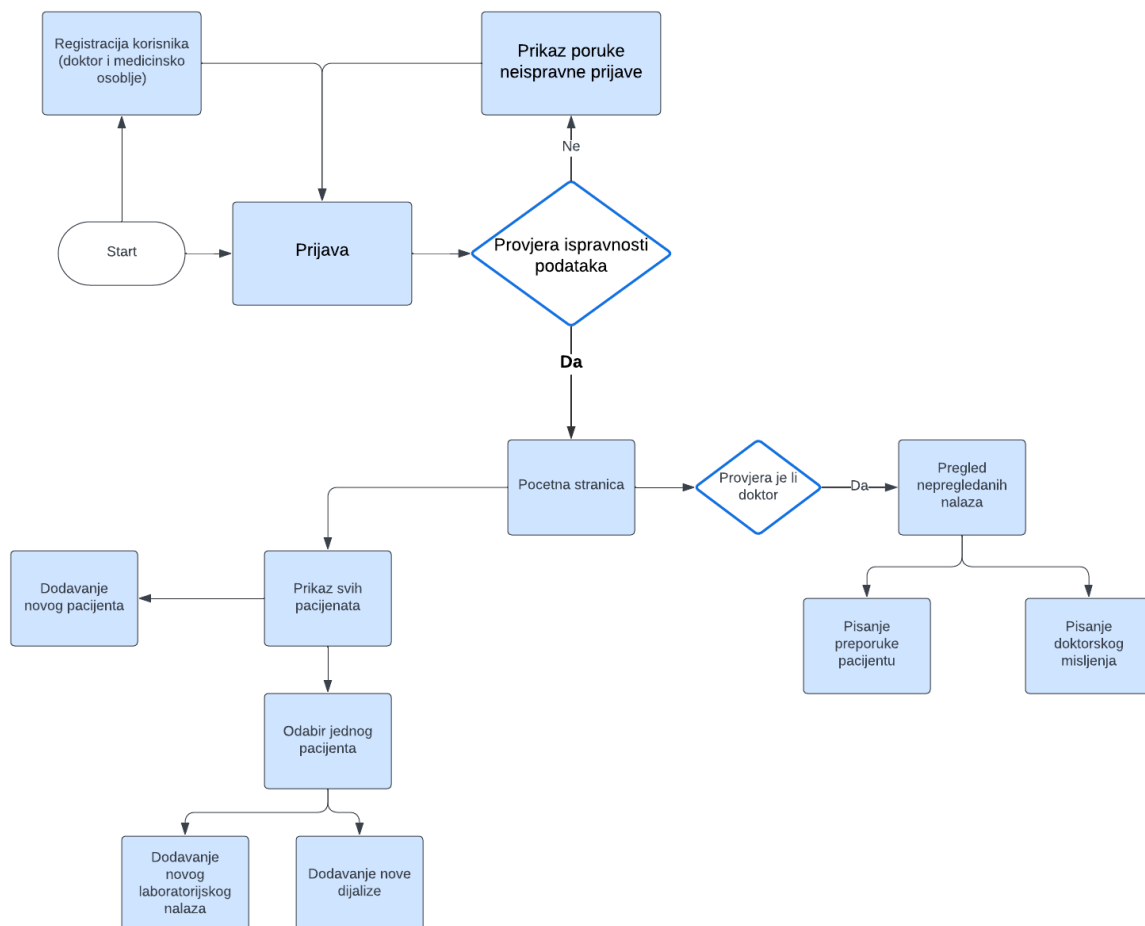 Registracija korisnika
(doktor i medicinsko
osoblje)
Prikaz poruke
neispravne prijave
Ne
Start
Prijava
Provjera ispravnosti
podataka
Da
Pocetna stranica
Provjera je li
doktor
Da
Pregled
nepregledanih
nalaza
Dodavanje
novog pacijenta
Prikaz svih
pacijenata
Pisanje
preporuke
pacijentu
Pisanje
doktorskog
misljenja
Odabir jednog
pacijenta
Dodavanje
novog
laboratorijskog
nalaza
Dodavanje nove
dijalize